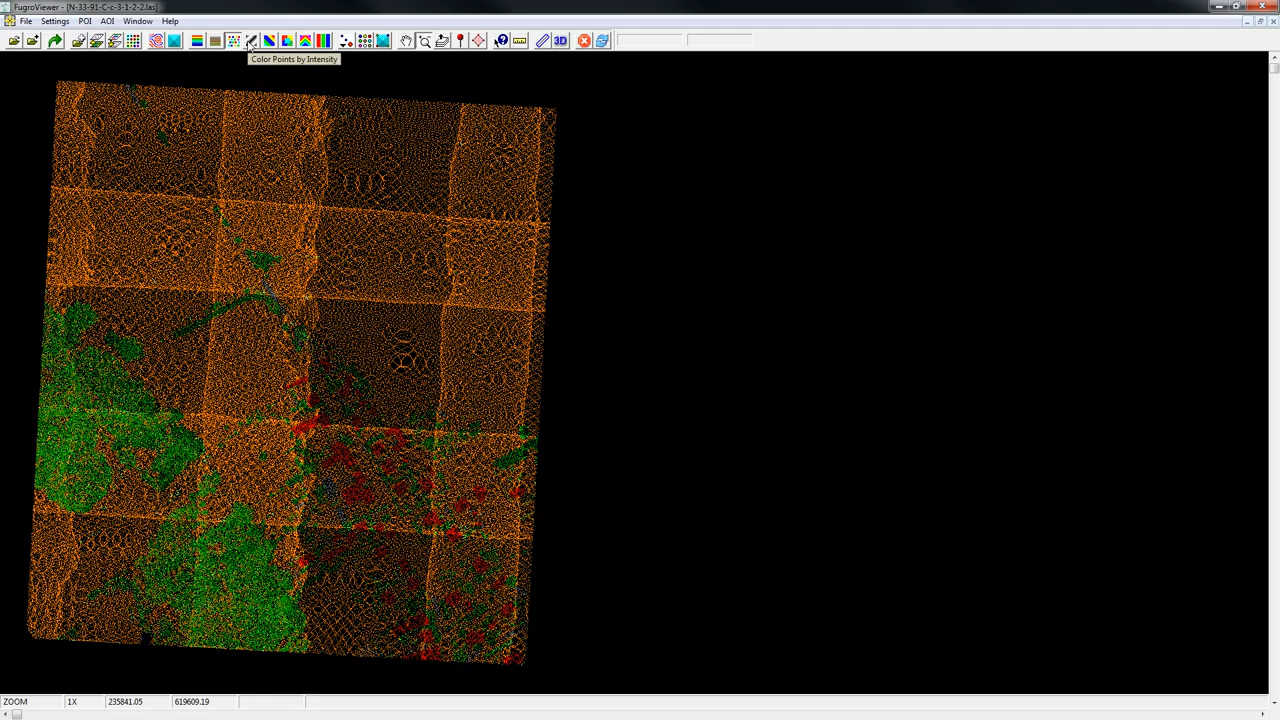 FugroViewer - [N-33-91-C-c-3-1-2-2.las]
File Settings POI AOI Window Help
3D
Color Points by Intensity
ZOOM 1X 235841.05 619609.19